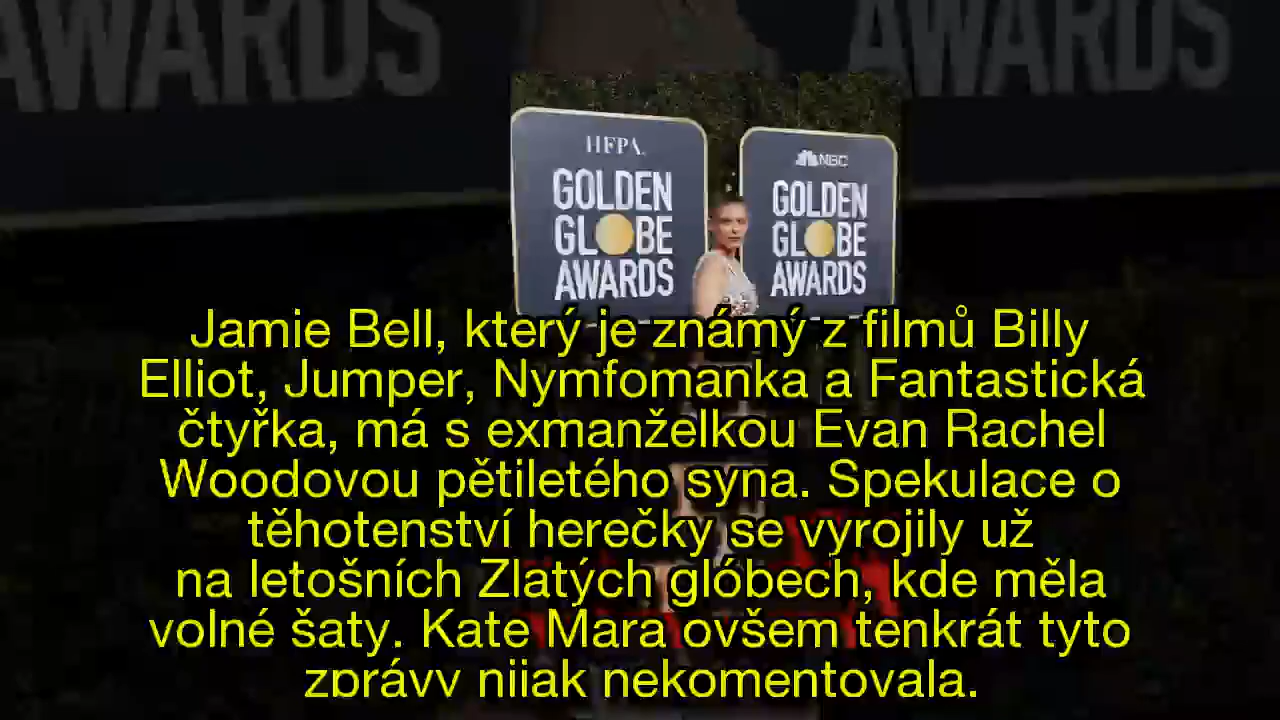 AWARDS
AWARDS
HFPA.
GOLDEN
GLOBE
AWARDS
NBC
GOLDEN
GLOBE
AWARDS
Jamie Bell, který je známý z filmů Billy
Elliot, Jumper, Nymfomanka a Fantastická
čtyřka, má s exmanželkou Evan Rachel
Woodovou pětiletého syna. Spekulace o
těhotenství herečky se vyrojily už
na letošních Zlatých glóbech, kde měla
volné šaty. Kate Mara ovšem tenkrát tyto
zprávy nijak nekomentovala.